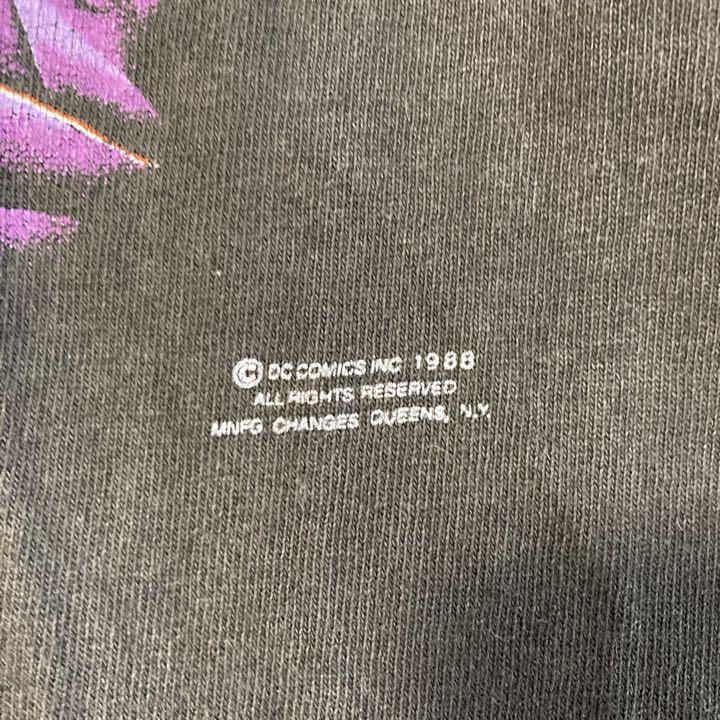 © DC COMICS INC 1988
ALL RIGHTS RESERVED
MNFG CHANGES QUEENS, N.Y.